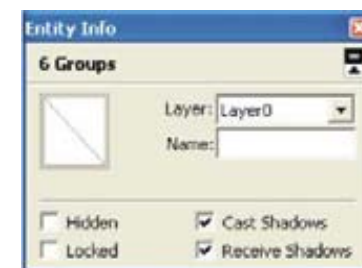 Entity Info
6 Groups
Layer: Layer0
Name:
Hidden
Cast Shadows
Locked
Receive Shadows